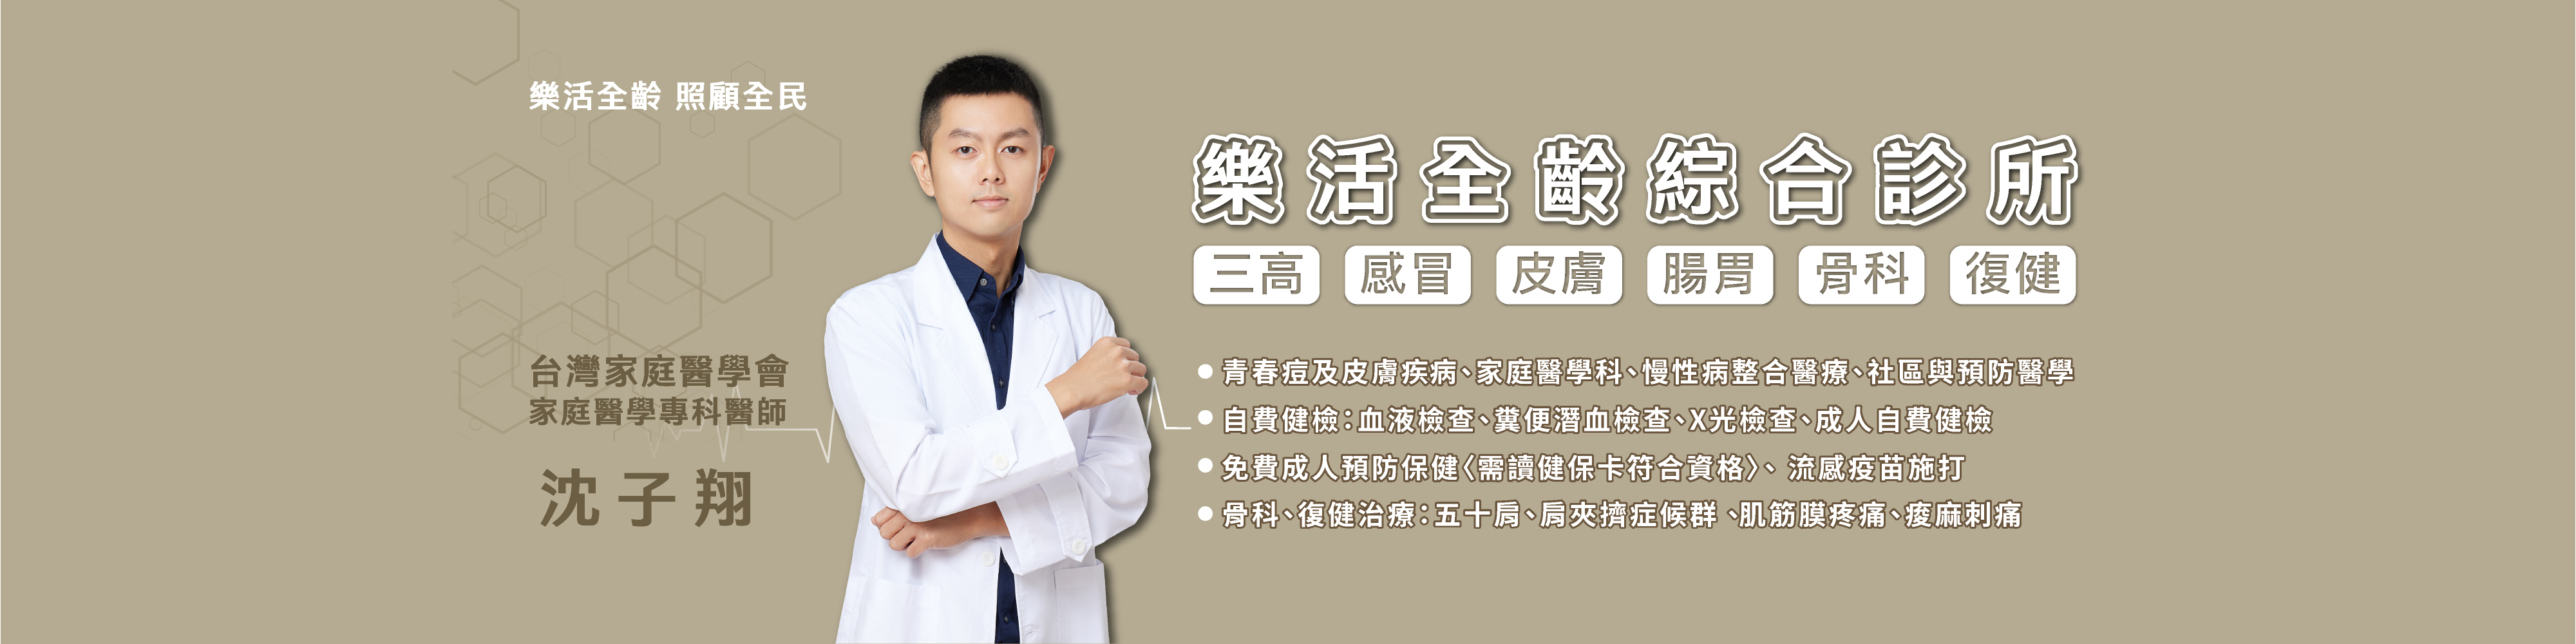 樂活全齡 照顧全民
台灣家庭醫學會
家庭醫學專科醫師
沈子翔
樂活全齡綜合診所
三高 感冒 皮膚 腸胃 骨科 復健
● 青春痘及皮膚疾病、家庭醫學科、慢性病整合醫療、社區與預防醫學
● 自費健檢：血液檢查、糞便潛血檢查、X光檢查、成人自費健檢
● 免費成人預防保健〈需讀健保卡符合資格〉、流感疫苗施打
● 骨科、復健治療：五十肩、肩夾擠症候群、肌筋膜疼痛、痠麻刺痛